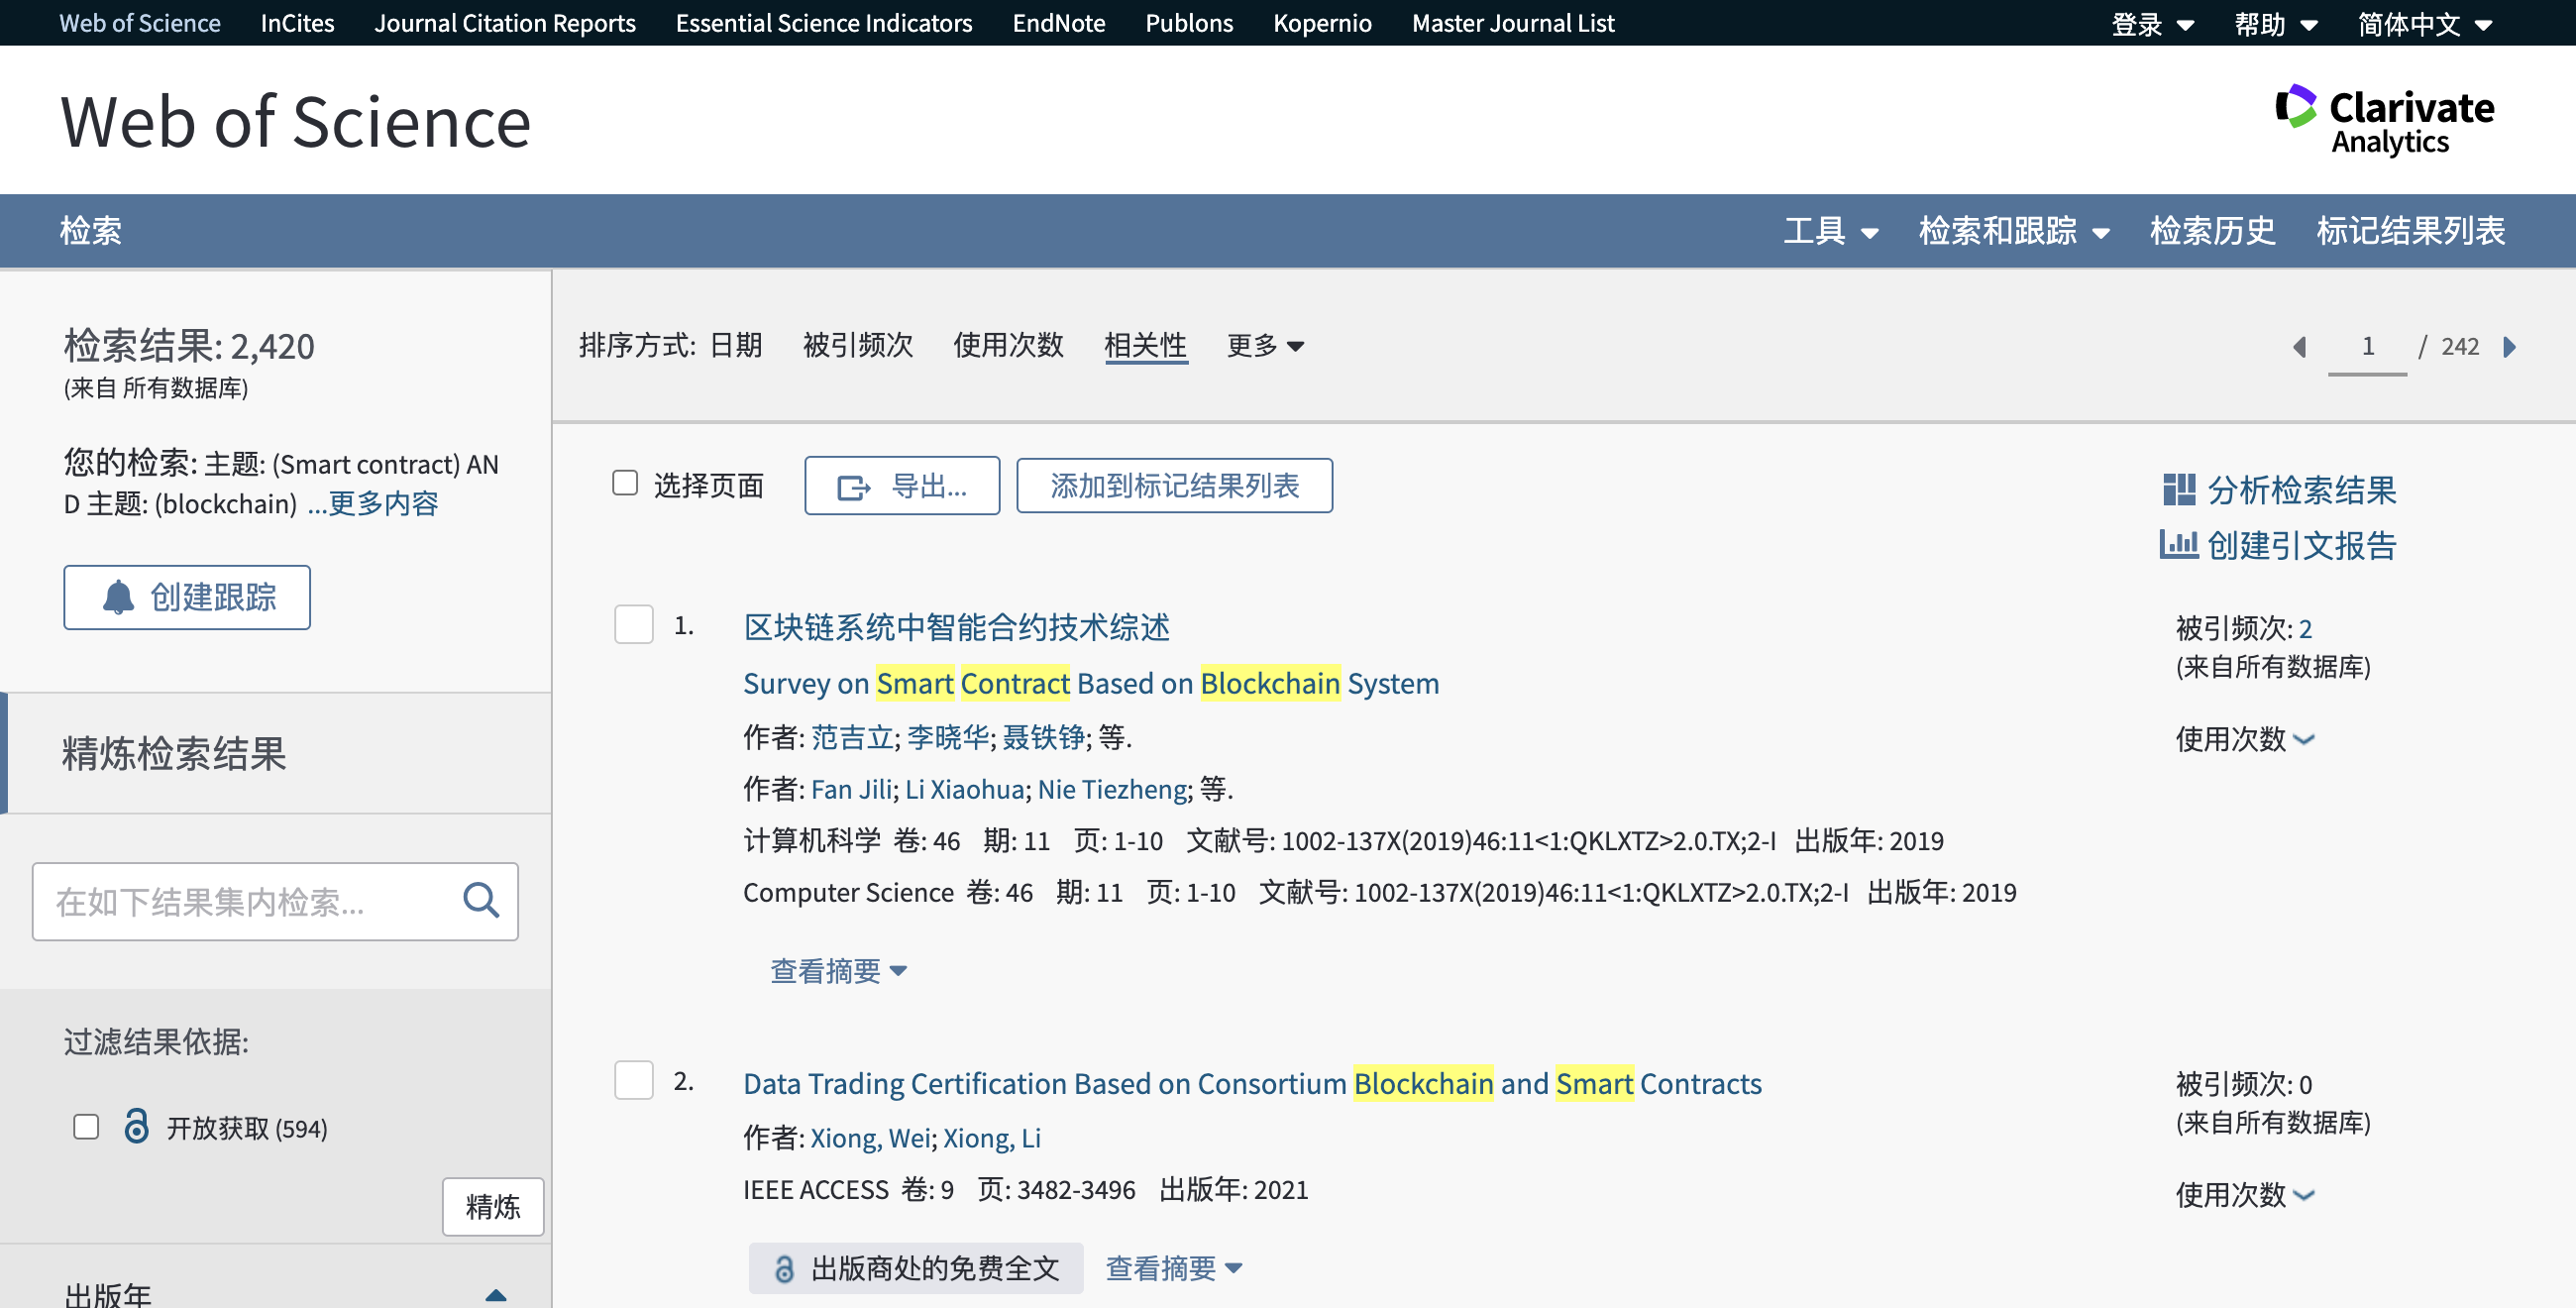 Web of Science InCites Journal Citation Reports Essential Science Indicators EndNote Publons Kopernio Master Journal List 登录 帮助 简体中文
Web of Science
Clarivate
Analytics
检索 工具 检索和跟踪 检索历史 标记结果列表
检索结果: 2,420
(来自 所有数据库)
您的检索: 主题: (Smart contract) AN
D 主题: (blockchain) ...更多内容
创建跟踪
精炼检索结果
在如下结果集内检索...
过滤结果依据:
开放获取 (594)
精炼
出版年
排序方式: 日期 被引频次 使用次数 相关性 更多
1 / 242
选择页面 导出... 添加到标记结果列表
分析检索结果
创建引文报告
1. 区块链系统中智能合约技术综述
Survey on Smart Contract Based on Blockchain System
作者: 范吉立; 李晓华; 聂铁铮; 等.
作者: Fan Jili; Li Xiaohua; Nie Tiezheng; 等.
计算机科学 卷: 46 期: 11 页: 1-10 文献号: 1002-137X(2019)46:11<1:QKLXTZ>2.0.TX;2-I 出版年: 2019
Computer Science 卷: 46 期: 11 页: 1-10 文献号: 1002-137X(2019)46:11<1:QKLXTZ>2.0.TX;2-I 出版年: 2019
查看摘要
被引频次: 2
(来自所有数据库)
使用次数
2. Data Trading Certification Based on Consortium Blockchain and Smart Contracts
作者: Xiong, Wei; Xiong, Li
IEEE ACCESS 卷: 9 页: 3482-3496 出版年: 2021
出版商处的免费全文 查看摘要
被引频次: 0
(来自所有数据库)
使用次数